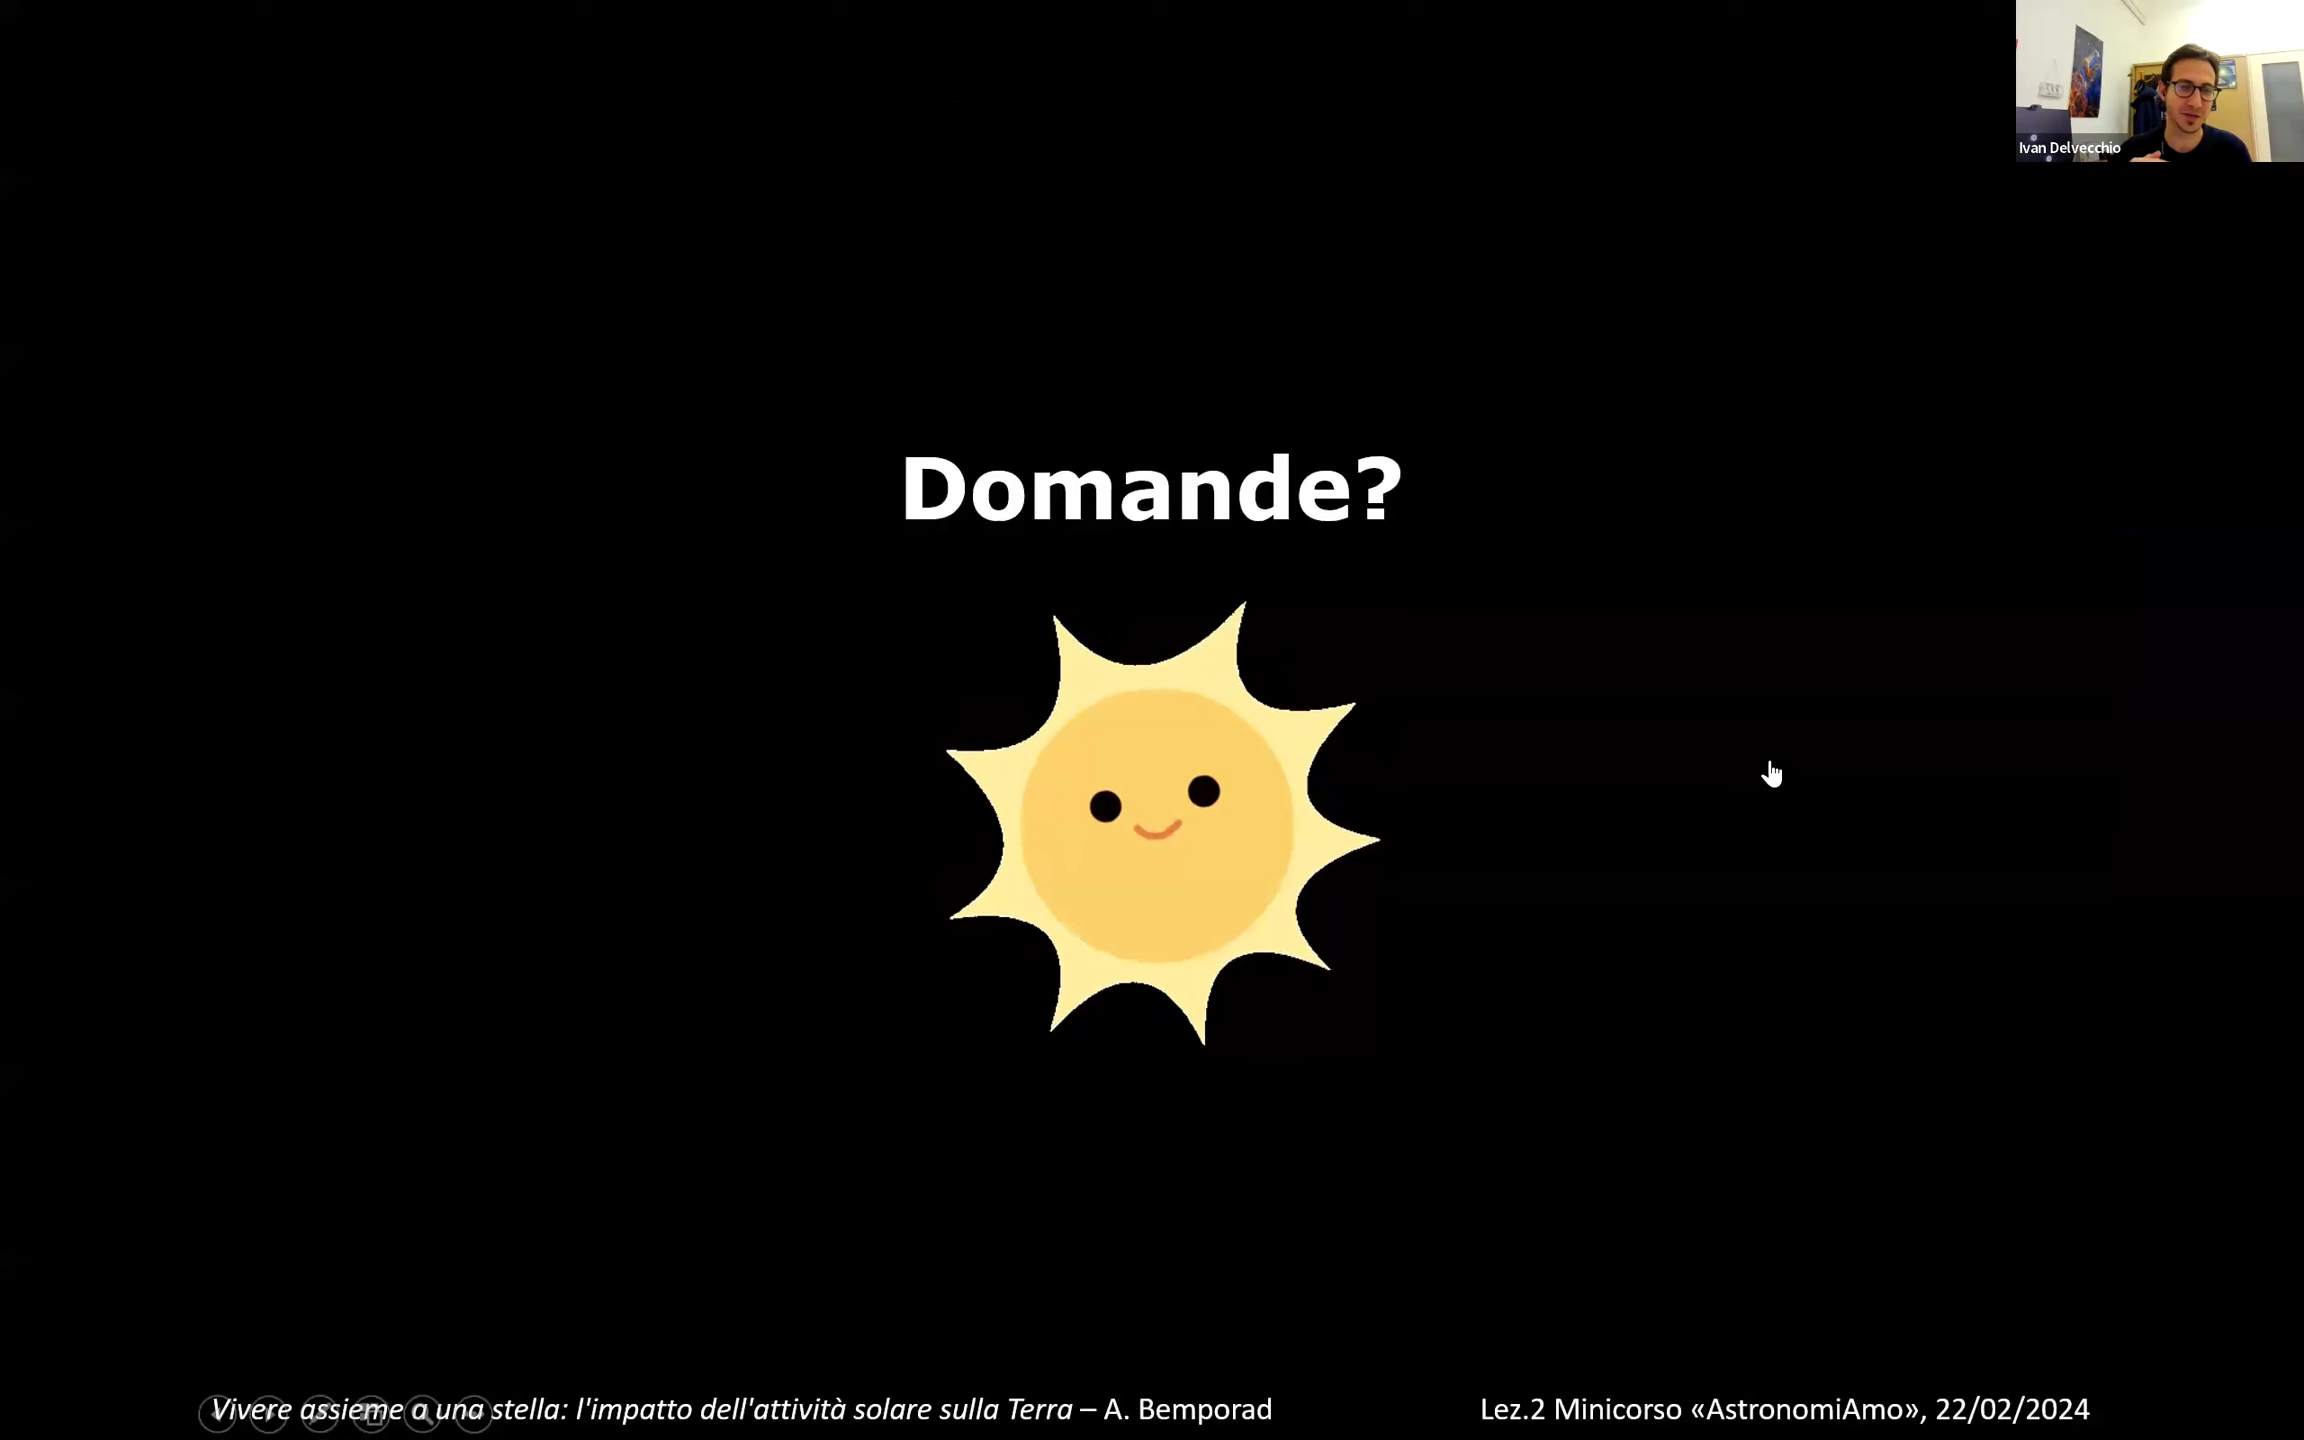 Ivan Delvecchio
Domande?
Vivere assieme a una stella: l'impatto dell'attività solare sulla Terra – A. Bemporad
Lez.2 Minicorso «AstronomiAmo», 22/02/2024